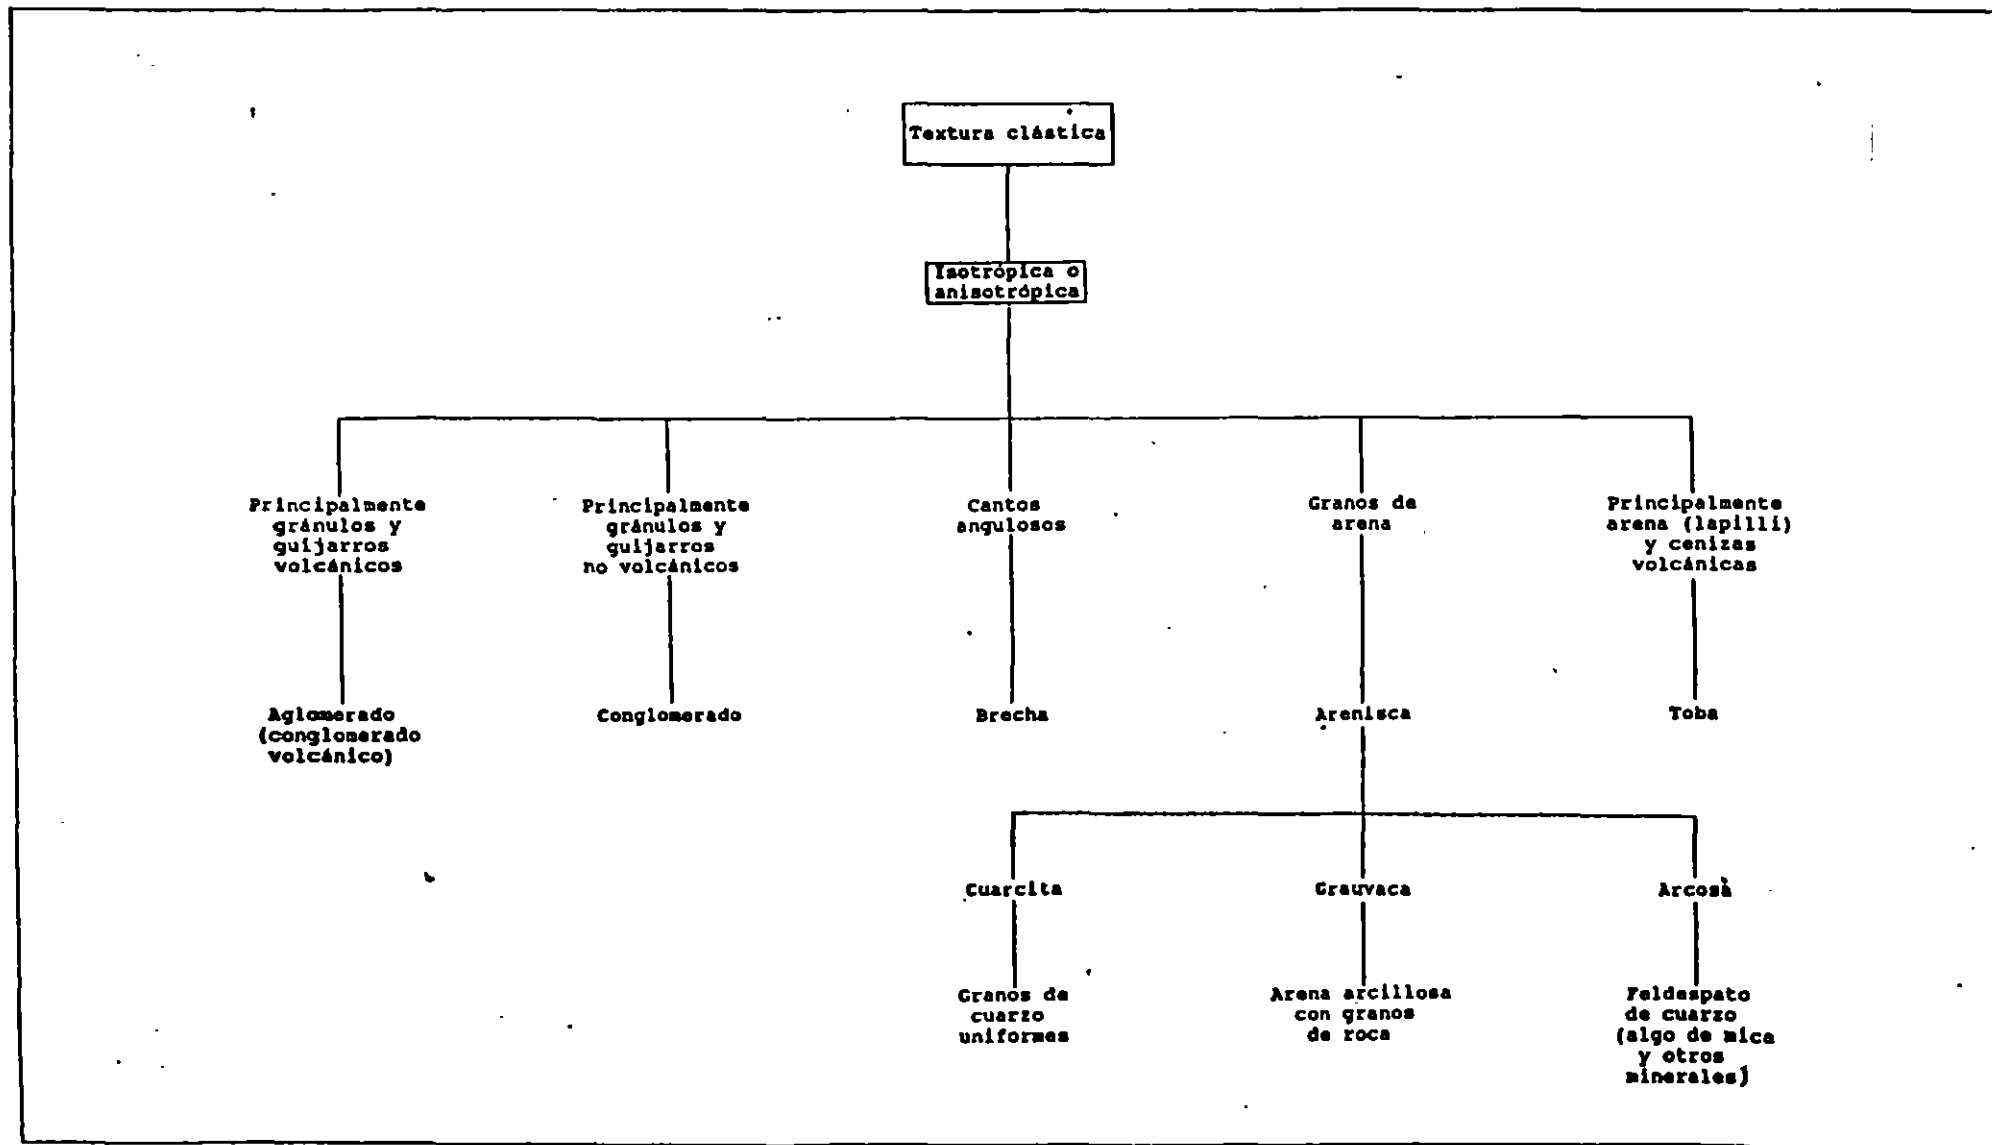 Textura clástica
Isotrópica o
anisotrópica
Principalmente
gránulos y
guijarros
volcánicos
Principalmente
gránulos y
guijarros
no volcánicos
Cantos
angulosos
Granos de
arena
Principalmente
arena (lapilli)
y cenizas
volcánicas
Aglomerado
(conglomerado
volcánico)
Conglomerado
Brecha
Arenisca
Toba
Cuarcita
Grauvaca
Arcosa
Granos de
cuarzo
uniformes
Arena arcillosa
con granos
de roca
Feldespato
de cuarzo
(algo de mica
y otros
minerales)